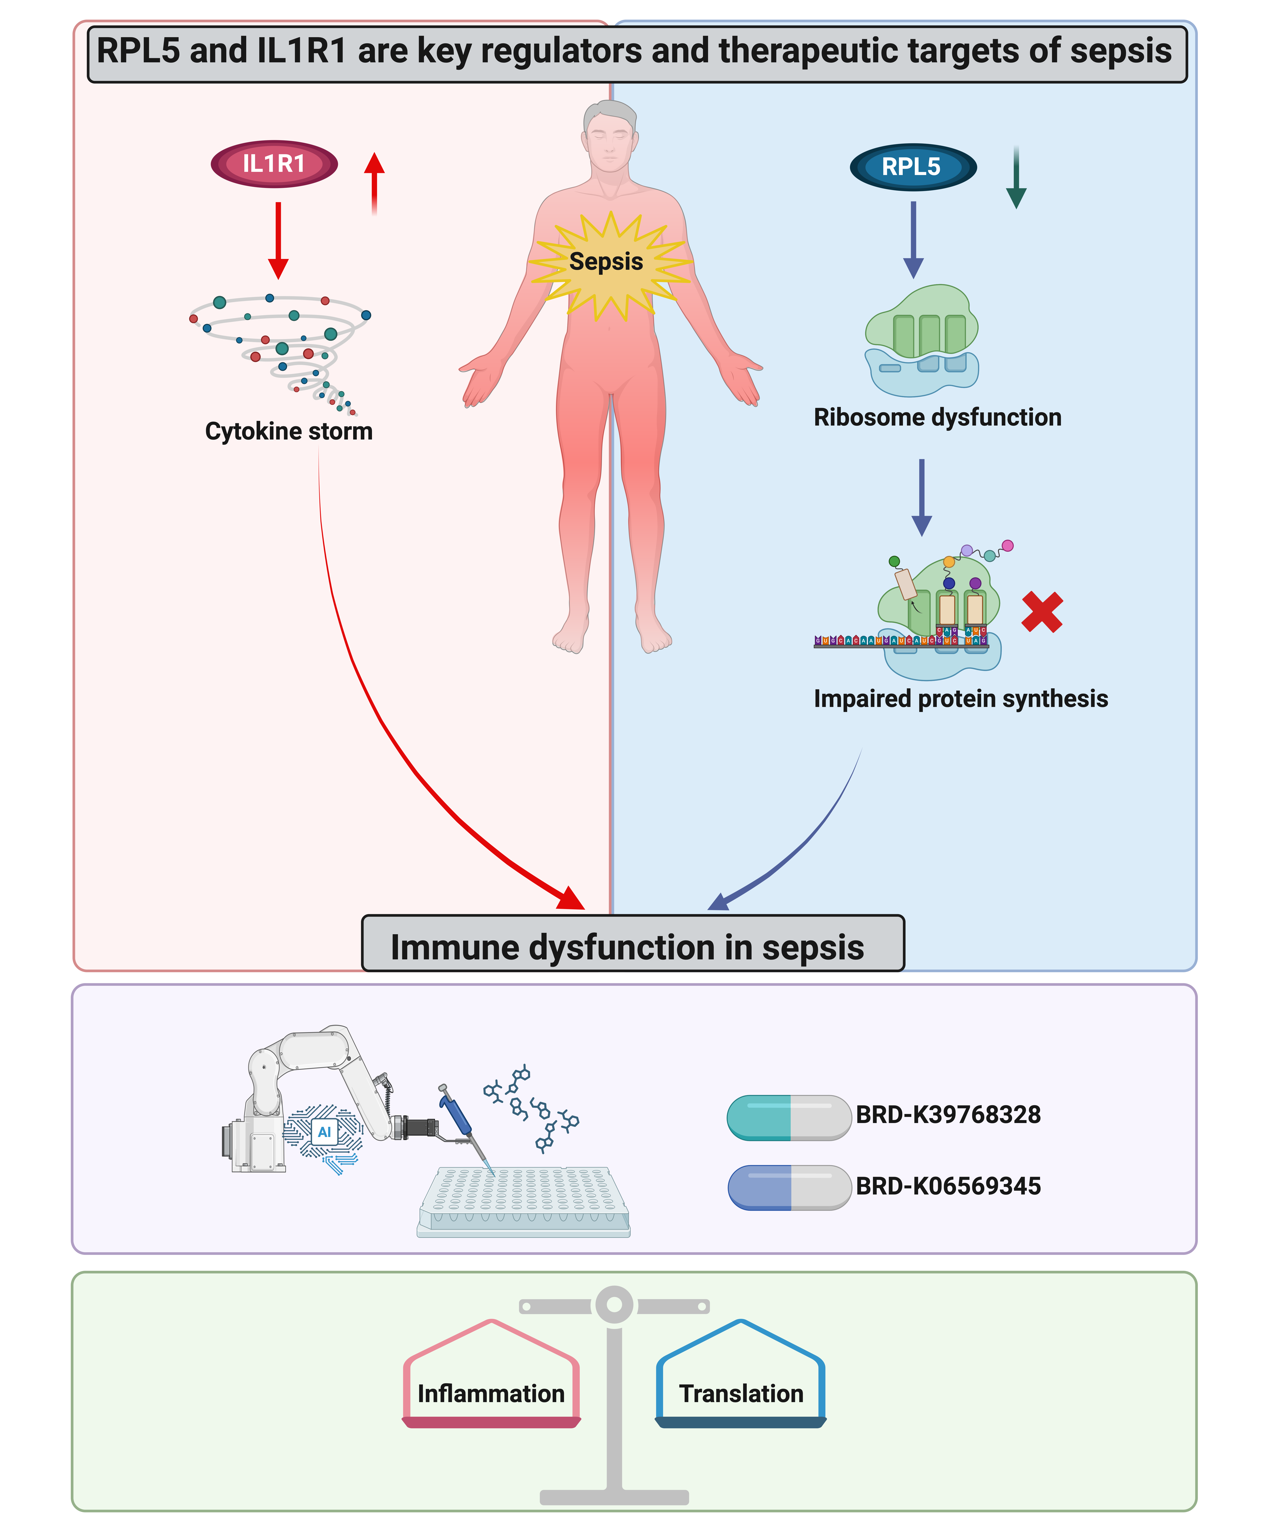 RPL5 and IL1R1 are key regulators and therapeutic targets of sepsis
IL1R1
RPL5
Sepsis
Cytokine storm
Ribosome dysfunction
Impaired protein synthesis
Immune dysfunction in sepsis
AI
BRD-K39768328
BRD-K06569345
Inflammation
Translation